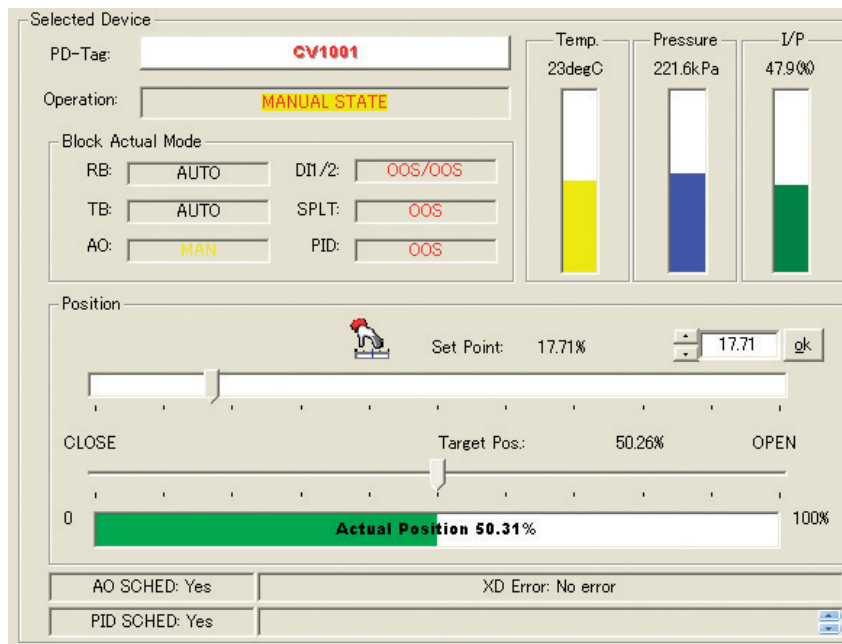 Selected Device
PD-Tag: CV1001
Operation: MANUAL STATE
Temp. Pressure I/P
23degC 221.6kPa 47.9(%)
Block Actual Mode
RB: AUTO DI1/2: OOS/OOS
TB: AUTO SPLT: OOS
AO: MAN PID: OOS
Position
Set Point: 17.71% 17.71 ok
CLOSE Target Pos.: 50.26% OPEN
0 Actual Position 50.31% 100%
AO SCHED: Yes XD Error: No error
PID SCHED: Yes